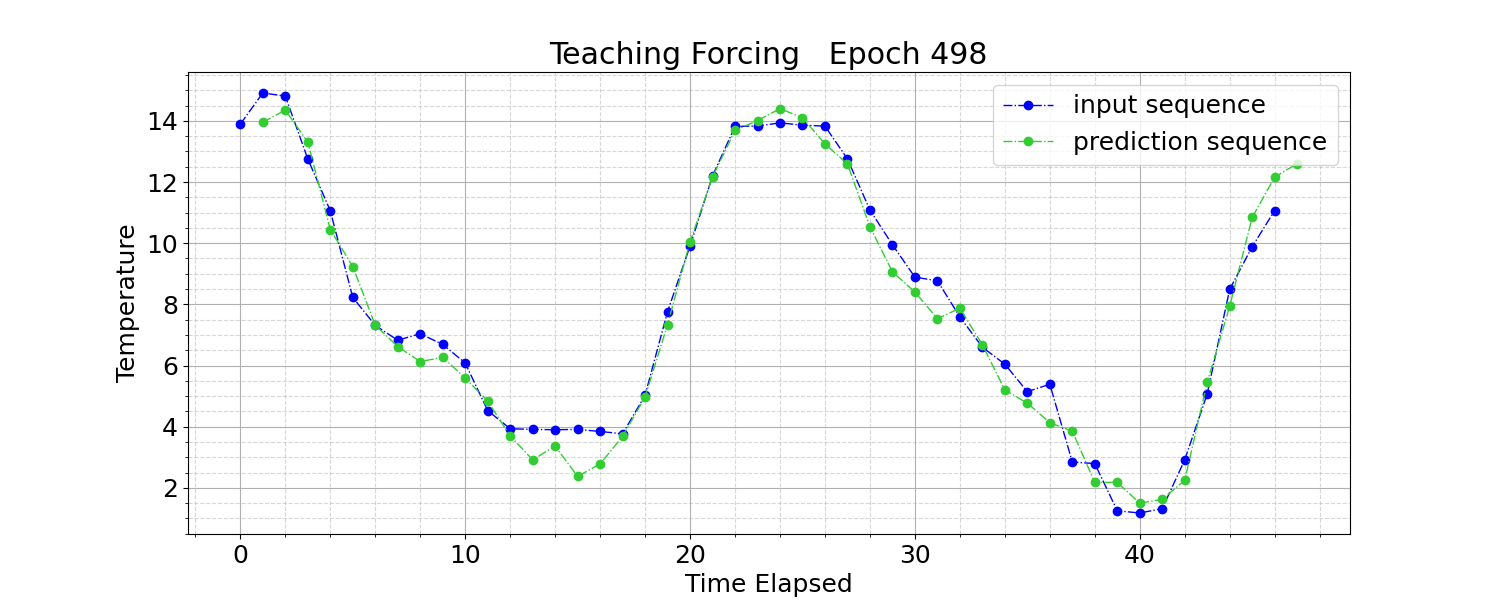 Teaching Forcing   Epoch 498
input sequence
prediction sequence
14
12
10
8
6
4
2
Temperature
0 10 20 30 40
Time Elapsed